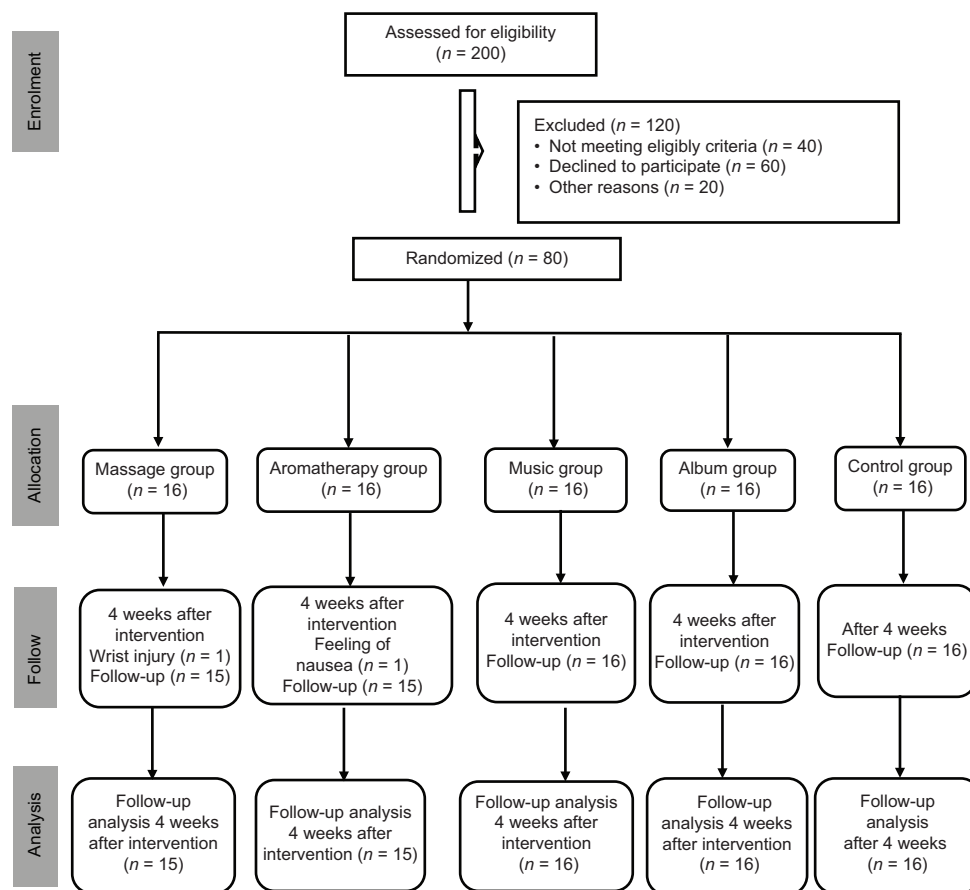 Enrolment
Assessed for eligibility
(n = 200)
Excluded (n = 120)
• Not meeting eligibly criteria (n = 40)
• Declined to participate (n = 60)
• Other reasons (n = 20)
Randomized (n = 80)
Allocation
Massage group
(n = 16)
Aromatherapy group
(n = 16)
Music group
(n = 16)
Album group
(n = 16)
Control group
(n = 16)
Follow
4 weeks after
intervention
Wrist injury (n = 1)
Follow-up (n = 15)
4 weeks after
intervention
Feeling of
nausea (n = 1)
Follow-up (n = 15)
4 weeks after
intervention
Follow-up (n = 16)
4 weeks after
intervention
Follow-up (n = 16)
After 4 weeks
Follow-up (n = 16)
Analysis
Follow-up
analysis 4 weeks
after intervention
(n = 15)
Follow-up analysis
4 weeks after
intervention (n = 15)
Follow-up analysis
4 weeks after
intervention
(n = 16)
Follow-up
analysis 4 weeks
after intervention
(n = 16)
Follow-up
analysis
after 4 weeks
(n = 16)